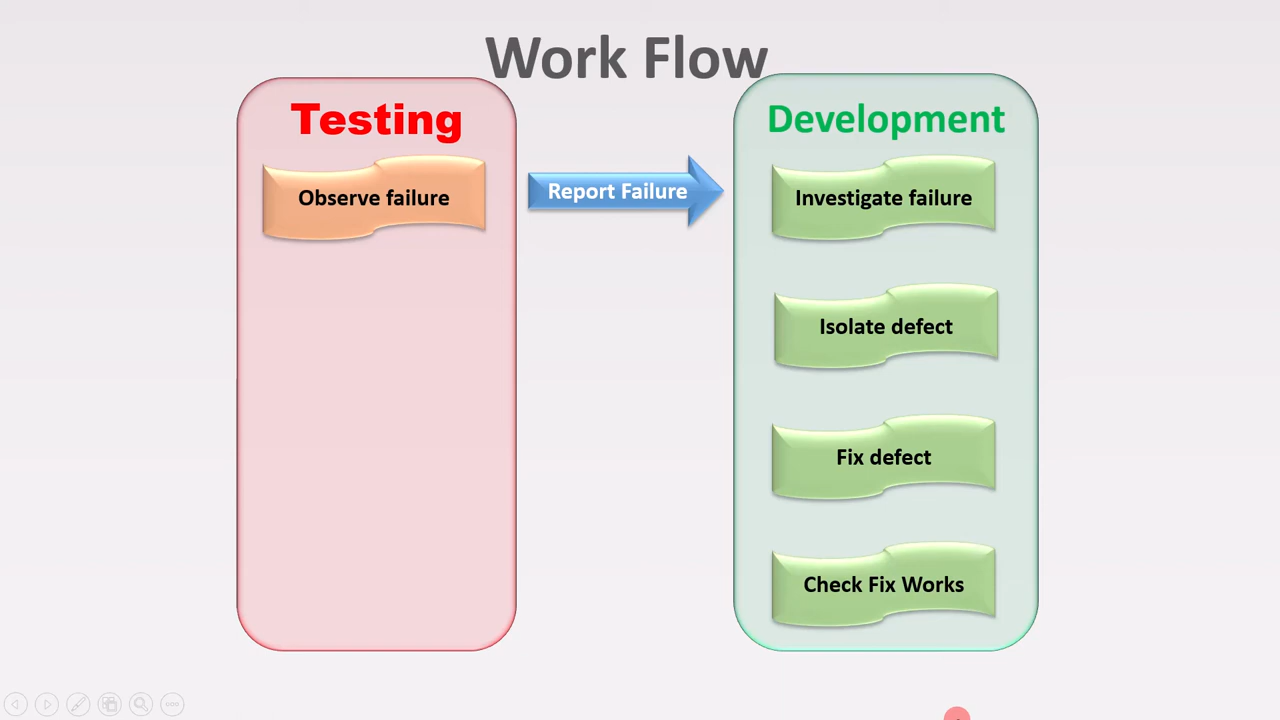 Work Flow
Testing
Development
Observe failure
Report Failure
Investigate failure
Isolate defect
Fix defect
Check Fix Works